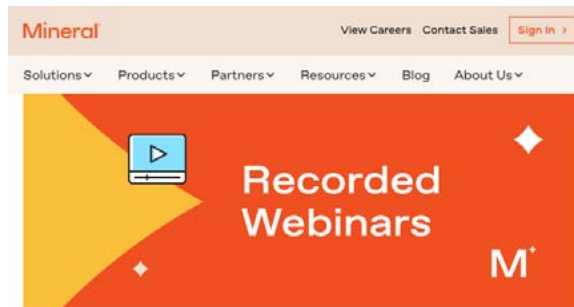 Mineral
View Careers Contact Sales Sign In >
Solutions Products Partners Resources Blog About Us
Recorded
Webinars
M